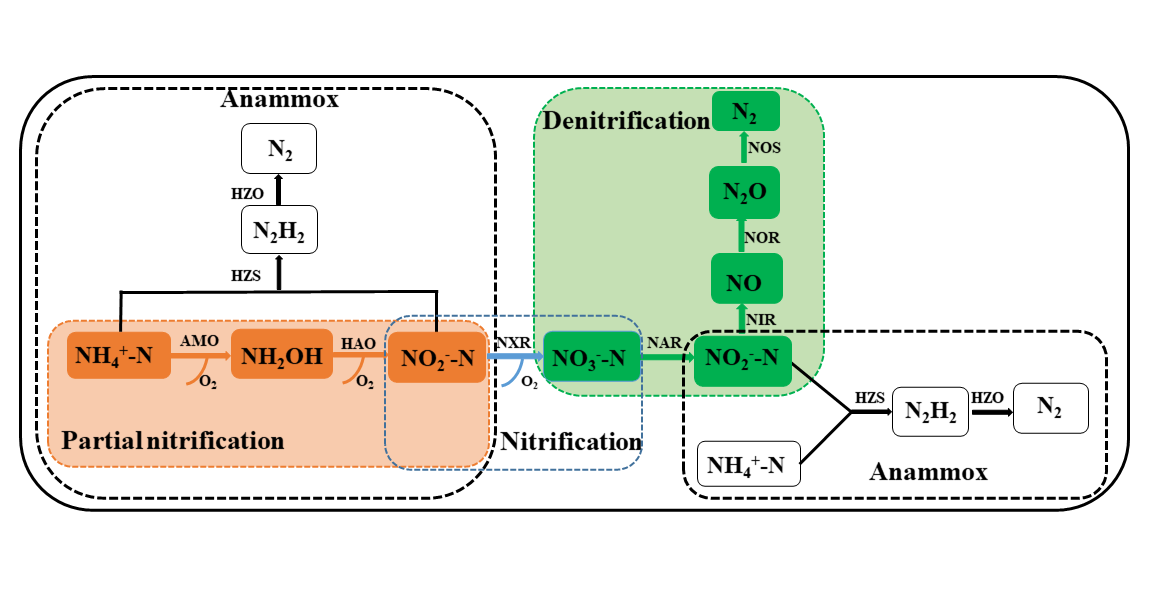 Anammox
N₂
HZO
N₂H₂
HZS
NH₄⁺-N
AMO
O₂
NH₂OH
HAO
O₂
NO₂⁻-N
Partial nitrification
NXR
O₂
Nitrification
Denitrification
N₂
NOS
N₂O
NOR
NO
NIR
NO₃⁻-N
NAR
NO₂⁻-N
NH₄⁺-N
HZS
N₂H₂
HZO
N₂
Anammox